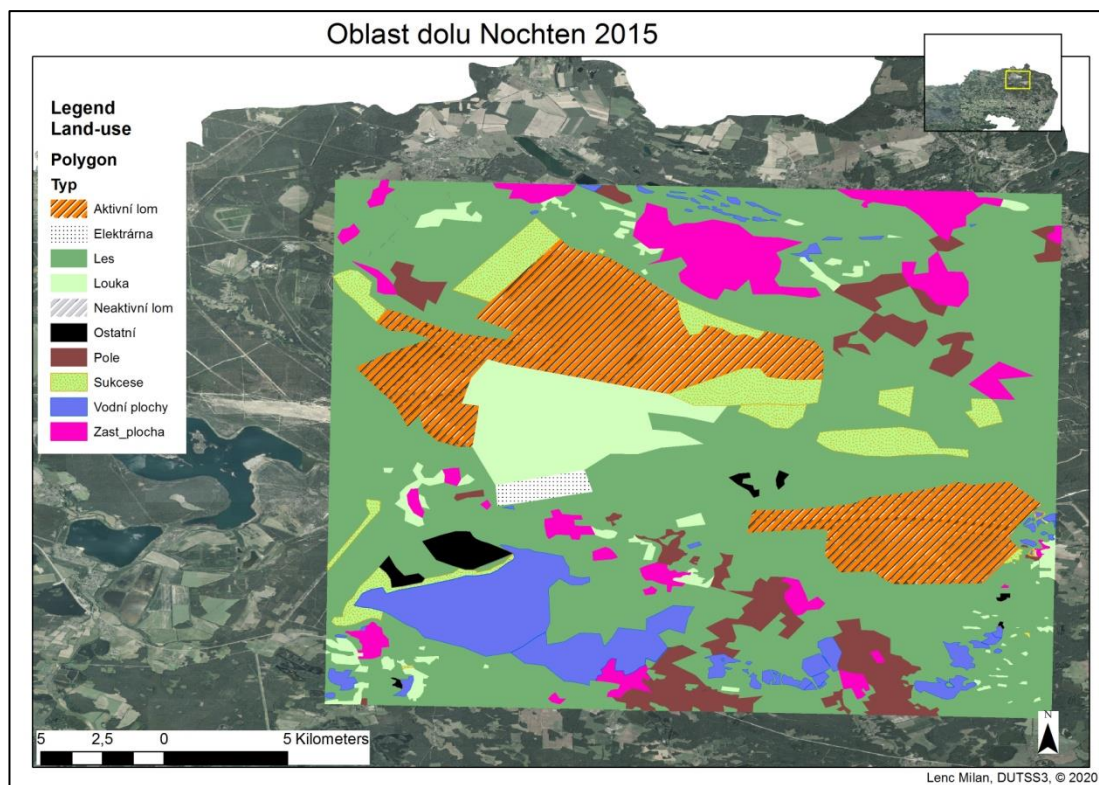 Oblast dolu Nochten 2015
Legend
Land-use
Polygon
Typ
Aktivní lom
Elektrárna
Les
Louka
Neaktivní lom
Ostatní
Pole
Sukcese
Vodní plochy
Zast_plocha
5 2,5 0 5 Kilometers
N
Lenc Milan, DUTSS3, © 2020